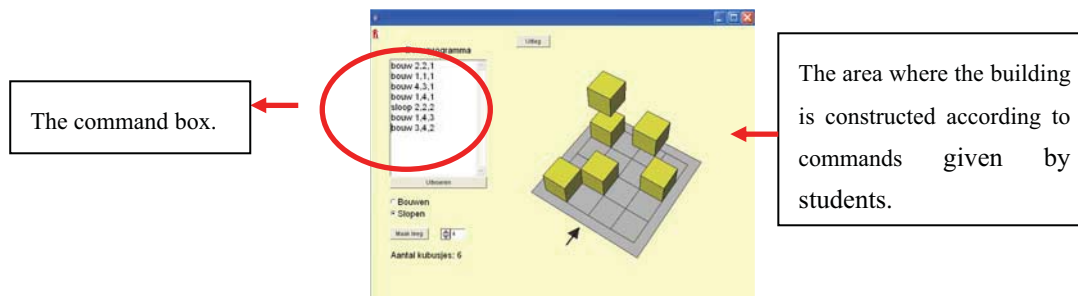 The command box.
Uitleg
bouw 2,2,1
bouw 1,1,1
bouw 4,3,1
bouw 1,4,1
sloop 2,2,2
bouw 1,4,3
bouw 3,4,2
Uitvoeren
Bouwen
Slopen
Maak leeg
Aantal kubusjes: 6
The area where the building
is constructed according to
commands given by
students.